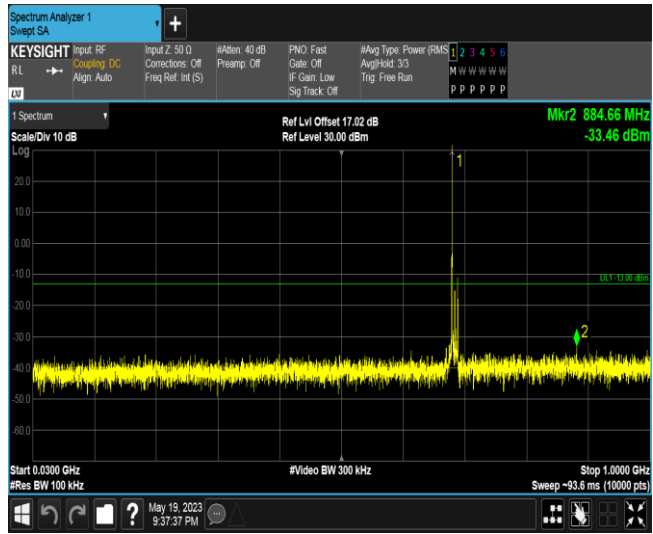 Spectrum Analyzer 1
Swept SA
+
KEYSIGHT
RL
Input: RF
Coupling: DC
Align: Auto
Input Z: 50 Ω
Corrections: Off
Freq Ref: Int (S)
#Atten: 40 dB
Preamp: Off
PNO: Fast
Gate: Off
IF Gain: Low
Sig Track: Off
#Avg Type: Power (RMS
Avg|Hold: 3/3
Trig: Free Run
1 2 3 4 5 6
M W W W W W
P P P P P P
LXI
1 Spectrum
Scale/Div 10 dB
Ref Lvl Offset 17.02 dB
Ref Level 30.00 dBm
Mkr2 884.66 MHz
-33.46 dBm
Log
20.0
10.0
0.00
-10.0
-20.0
-30.0
-40.0
-50.0
-60.0
1
DL1 -13.00 dBm
2
Start 0.0300 GHz
#Res BW 100 kHz
#Video BW 300 kHz
Stop 1.0000 GHz
Sweep ~93.6 ms (10000 pts)
?
May 19, 2023
9:37:37 PM